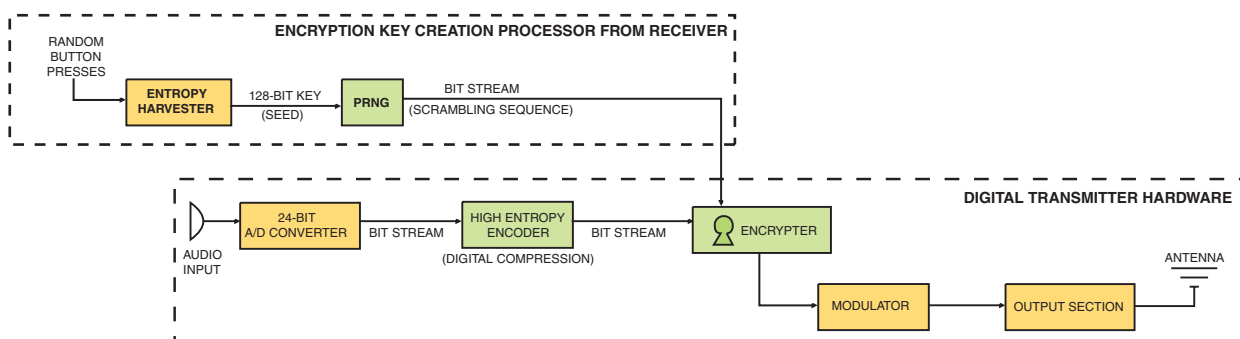 ENCRYPTION KEY CREATION PROCESSOR FROM RECEIVER
RANDOM
BUTTON
PRESSES
ENTROPY
HARVESTER
128-BIT KEY
(SEED)
PRNG
BIT STREAM
(SCRAMBLING SEQUENCE)
DIGITAL TRANSMITTER HARDWARE
AUDIO
INPUT
24-BIT
A/D CONVERTER
BIT STREAM
HIGH ENTROPY
ENCODER
(DIGITAL COMPRESSION)
BIT STREAM
ENCRYPTER
MODULATOR
OUTPUT SECTION
ANTENNA